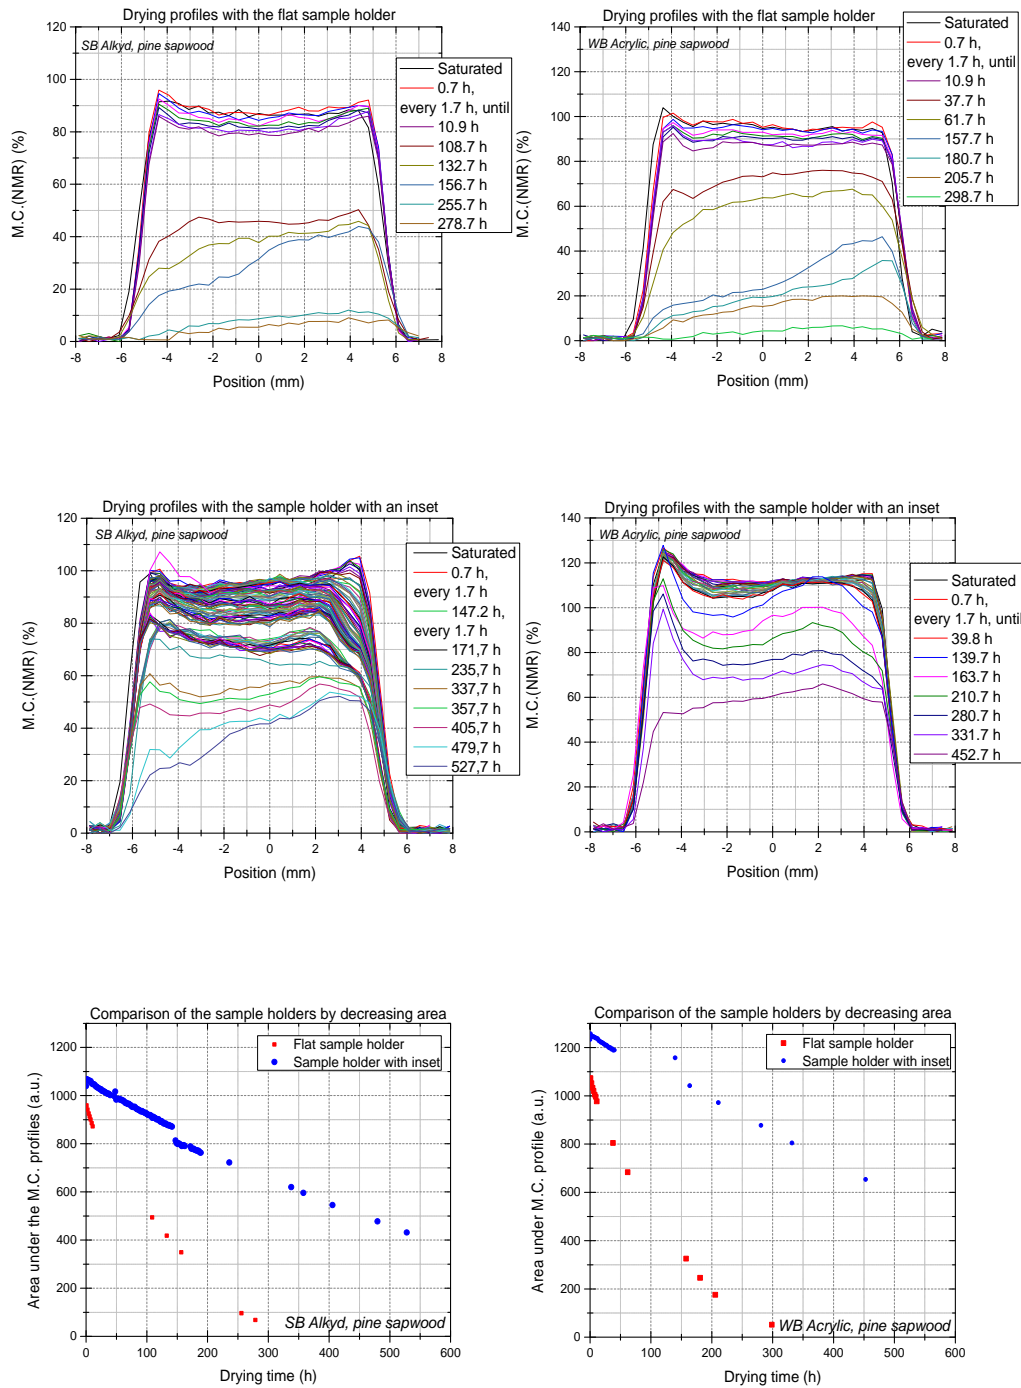 Drying profiles with the flat sample holder
SB Alkyd, pine sapwood
M.C.(NMR) (%)
120
100
80
60
40
20
0
-8 -6 -4 -2 0 2 4 6 8
Position (mm)
Saturated
0.7 h,
every 1.7 h, until
10.9 h
108.7 h
132.7 h
156.7 h
255.7 h
278.7 h
Drying profiles with the flat sample holder
WB Acrylic, pine sapwood
M.C.(NMR) (%)
140
120
100
80
60
40
20
0
-8 -6 -4 -2 0 2 4 6 8
Position (mm)
Saturated
0.7 h,
every 1.7 h, until
10.9 h
37.7 h
61.7 h
157.7 h
180.7 h
205.7 h
298.7 h
Drying profiles with the sample holder with an inset
SB Alkyd, pine sapwood
M.C.(NMR) (%)
120
100
80
60
40
20
0
-8 -6 -4 -2 0 2 4 6 8
Position (mm)
Saturated
0.7 h,
every 1.7 h
147.2 h,
every 1.7 h
171,7 h
235,7 h
337,7 h
357,7 h
405,7 h
479,7 h
527,7 h
Drying profiles with the sample holder with an inset
WB Acrylic, pine sapwood
M.C.(NMR) (%)
140
120
100
80
60
40
20
0
-8 -6 -4 -2 0 2 4 6 8
Position (mm)
Saturated
0.7 h,
every 1.7 h, until
39.8 h
139.7 h
163.7 h
210.7 h
280.7 h
331.7 h
452.7 h
Comparison of the sample holders by decreasing area
Flat sample holder
Sample holder with inset
Area under the M.C. profiles (a.u.)
1200
1000
800
600
400
200
0
0 100 200 300 400 500 600
SB Alkyd, pine sapwood
Drying time (h)
Comparison of the sample holders by decreasing area
Flat sample holder
Sample holder with inset
Area under M.C. profile (a.u.)
1200
1000
800
600
400
200
0
0 100 200 300 400 500 600
WB Acrylic, pine sapwood
Drying time (h)